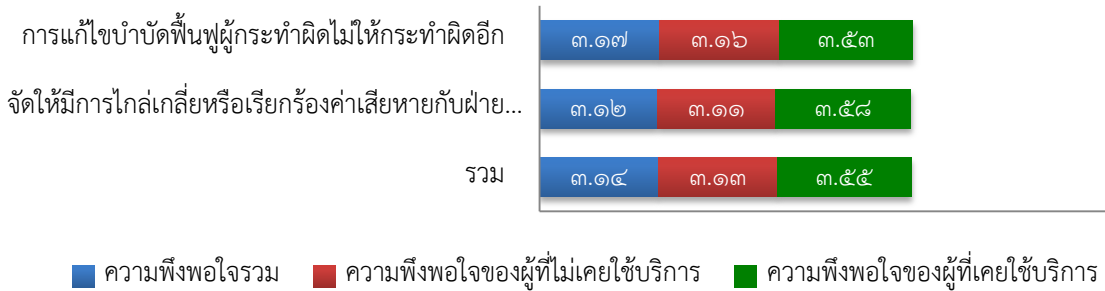 การแก้ไขบำบัดฟื้นฟูผู้กระทำผิดไม่ให้กระทำผิดอีก ๓.๑๗ ๓.๑๖ ๓.๕๓
จัดให้มีการไกล่เกลี่ยหรือเรียกร้องค่าเสียหายกับฝ่าย... ๓.๑๒ ๓.๑๑ ๓.๕๘
รวม ๓.๑๔ ๓.๑๓ ๓.๕๕
ความพึงพอใจรวม ความพึงพอใจของผู้ที่ไม่เคยใช้บริการ ความพึงพอใจของผู้ที่เคยใช้บริการ